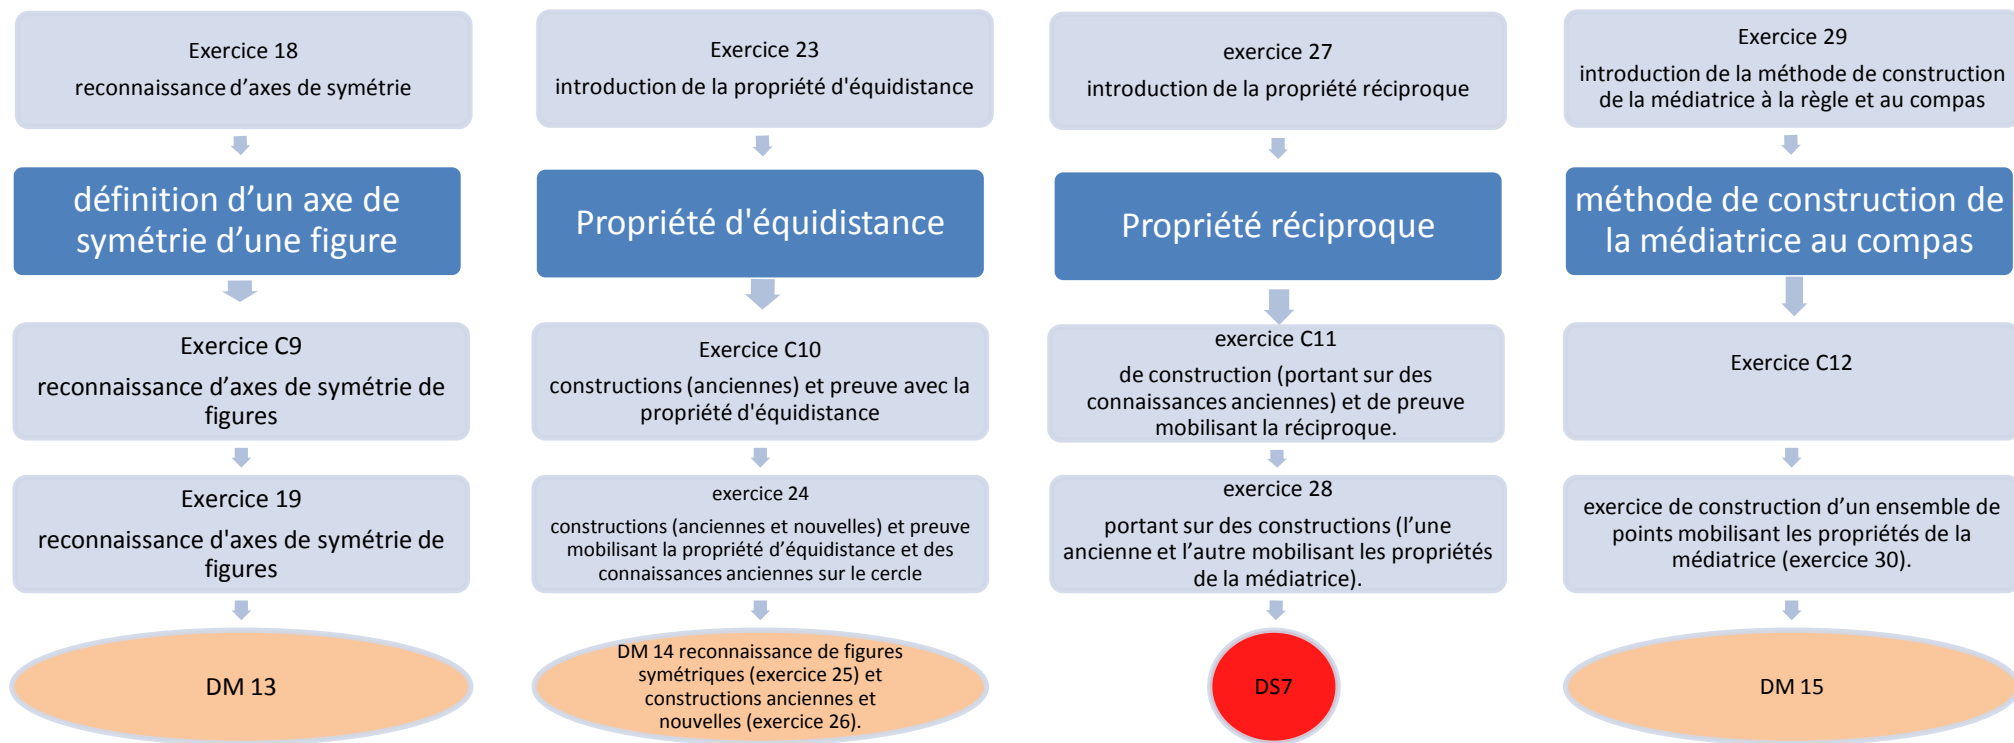 Exercice 18
reconnaissance d’axes de symétrie
définition d’un axe de
symétrie d’une figure
Exercice C9
reconnaissance d’axes de symétrie de
figures
Exercice 19
reconnaissance d'axes de symétrie de
figures
DM 13
Exercice 23
introduction de la propriété d'équidistance
Propriété d'équidistance
Exercice C10
constructions (anciennes) et preuve avec la
propriété d'équidistance
exercice 24
constructions (anciennes et nouvelles) et preuve
mobilisant la propriété d’équidistance et des
connaissances anciennes sur le cercle
DM 14 reconnaissance de figures
symétriques (exercice 25) et
constructions anciennes et
nouvelles (exercice 26).
exercice 27
introduction de la propriété réciproque
Propriété réciproque
exercice C11
de construction (portant sur des
connaissances anciennes) et de preuve
mobilisant la réciproque.
exercice 28
portant sur des constructions (l’une
ancienne et l’autre mobilisant les propriétés
de la médiatrice).
DS7
Exercice 29
introduction de la méthode de construction
de la médiatrice à la règle et au compas
méthode de construction de
la médiatrice au compas
Exercice C12
exercice de construction d’un ensemble de
points mobilisant les propriétés de la
médiatrice (exercice 30).
DM 15